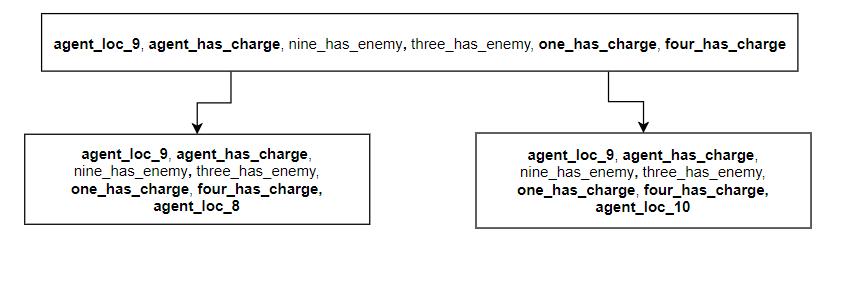 agent_loc_9, agent_has_charge, nine_has_enemy, three_has_enemy, one_has_charge, four_has_charge
agent_loc_9, agent_has_charge,
nine_has_enemy, three_has_enemy,
one_has_charge, four_has_charge,
agent_loc_8
agent_loc_9, agent_has_charge,
nine_has_enemy, three_has_enemy,
one_has_charge, four_has_charge,
agent_loc_10